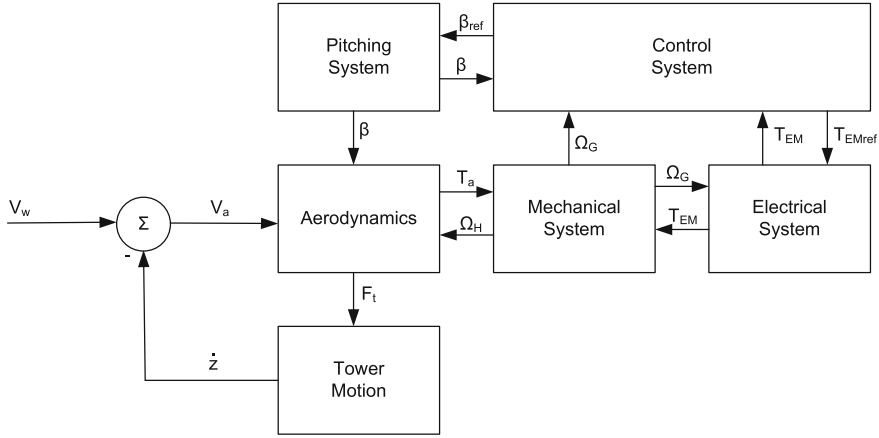 Pitching
System
β_ref
β
Control
System
β
Ω_G
T_EM
T_EMref
V_w
Σ
-
V_a
Aerodynamics
T_a
Ω_H
Mechanical
System
Ω_G
T_EM
Electrical
System
F_t
ż
Tower
Motion